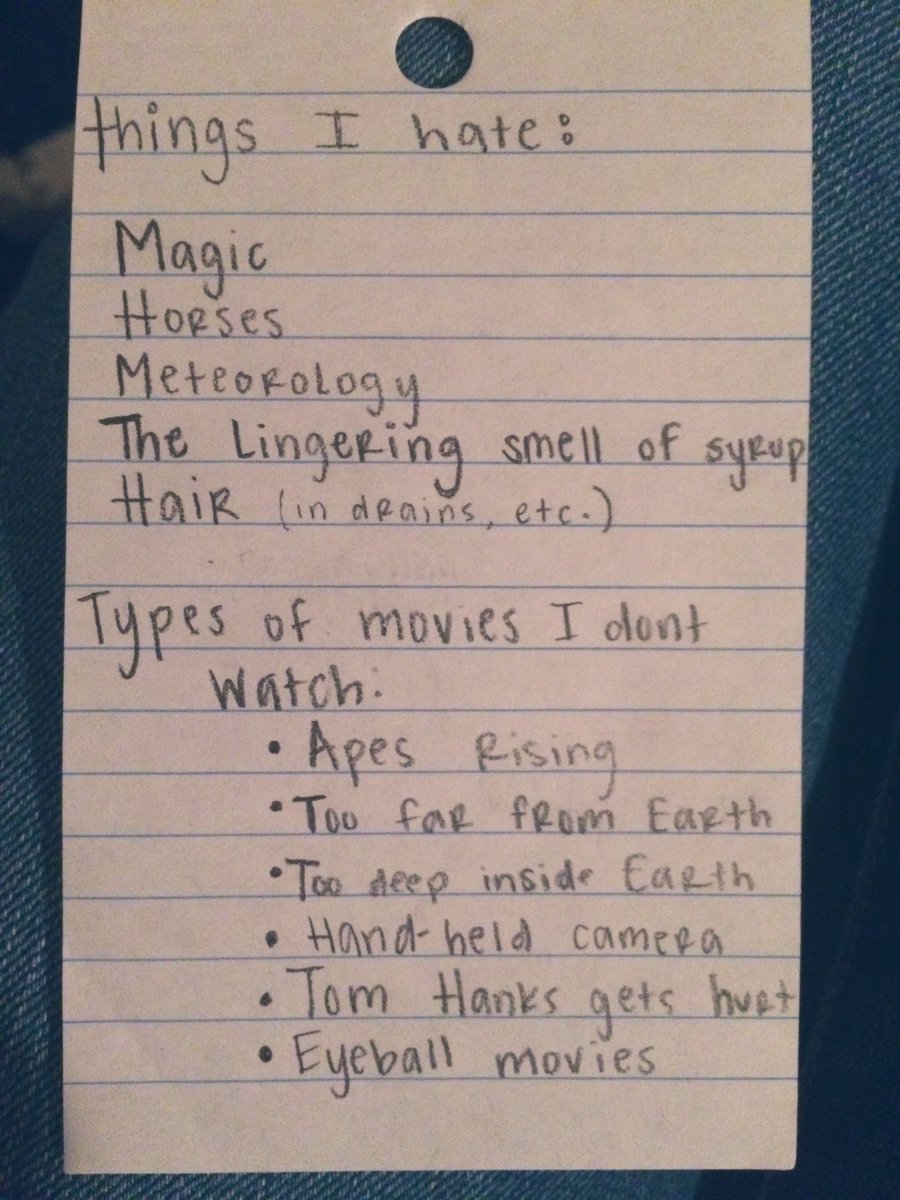 things I hate:
Magic
Horses
Meteorology
The Lingering smell of syrup
Hair (in drains, etc.)
Types of movies I dont
Watch:
• Apes Rising
• Too far from Earth
• Too deep inside Earth
• Hand-held camera
• Tom Hanks gets hurt
• Eyeball movies